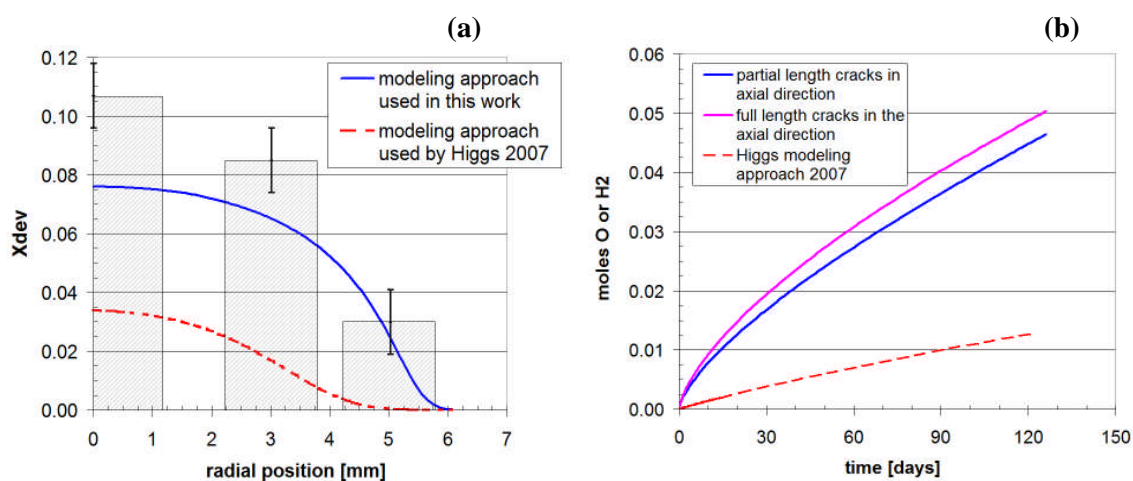 (a)
0.12
0.10
0.08
0.06
0.04
0.02
0.00
Xdev
modeling approach
used in this work
modeling approach
used by Higgs 2007
0 1 2 3 4 5 6 7
radial position [mm]
(b)
0.06
0.05
0.04
0.03
0.02
0.01
0.00
moles O or H2
partial length cracks in
axial direction
full length cracks in the
axial direction
Higgs modeling
approach 2007
0 30 60 90 120 150
time [days]